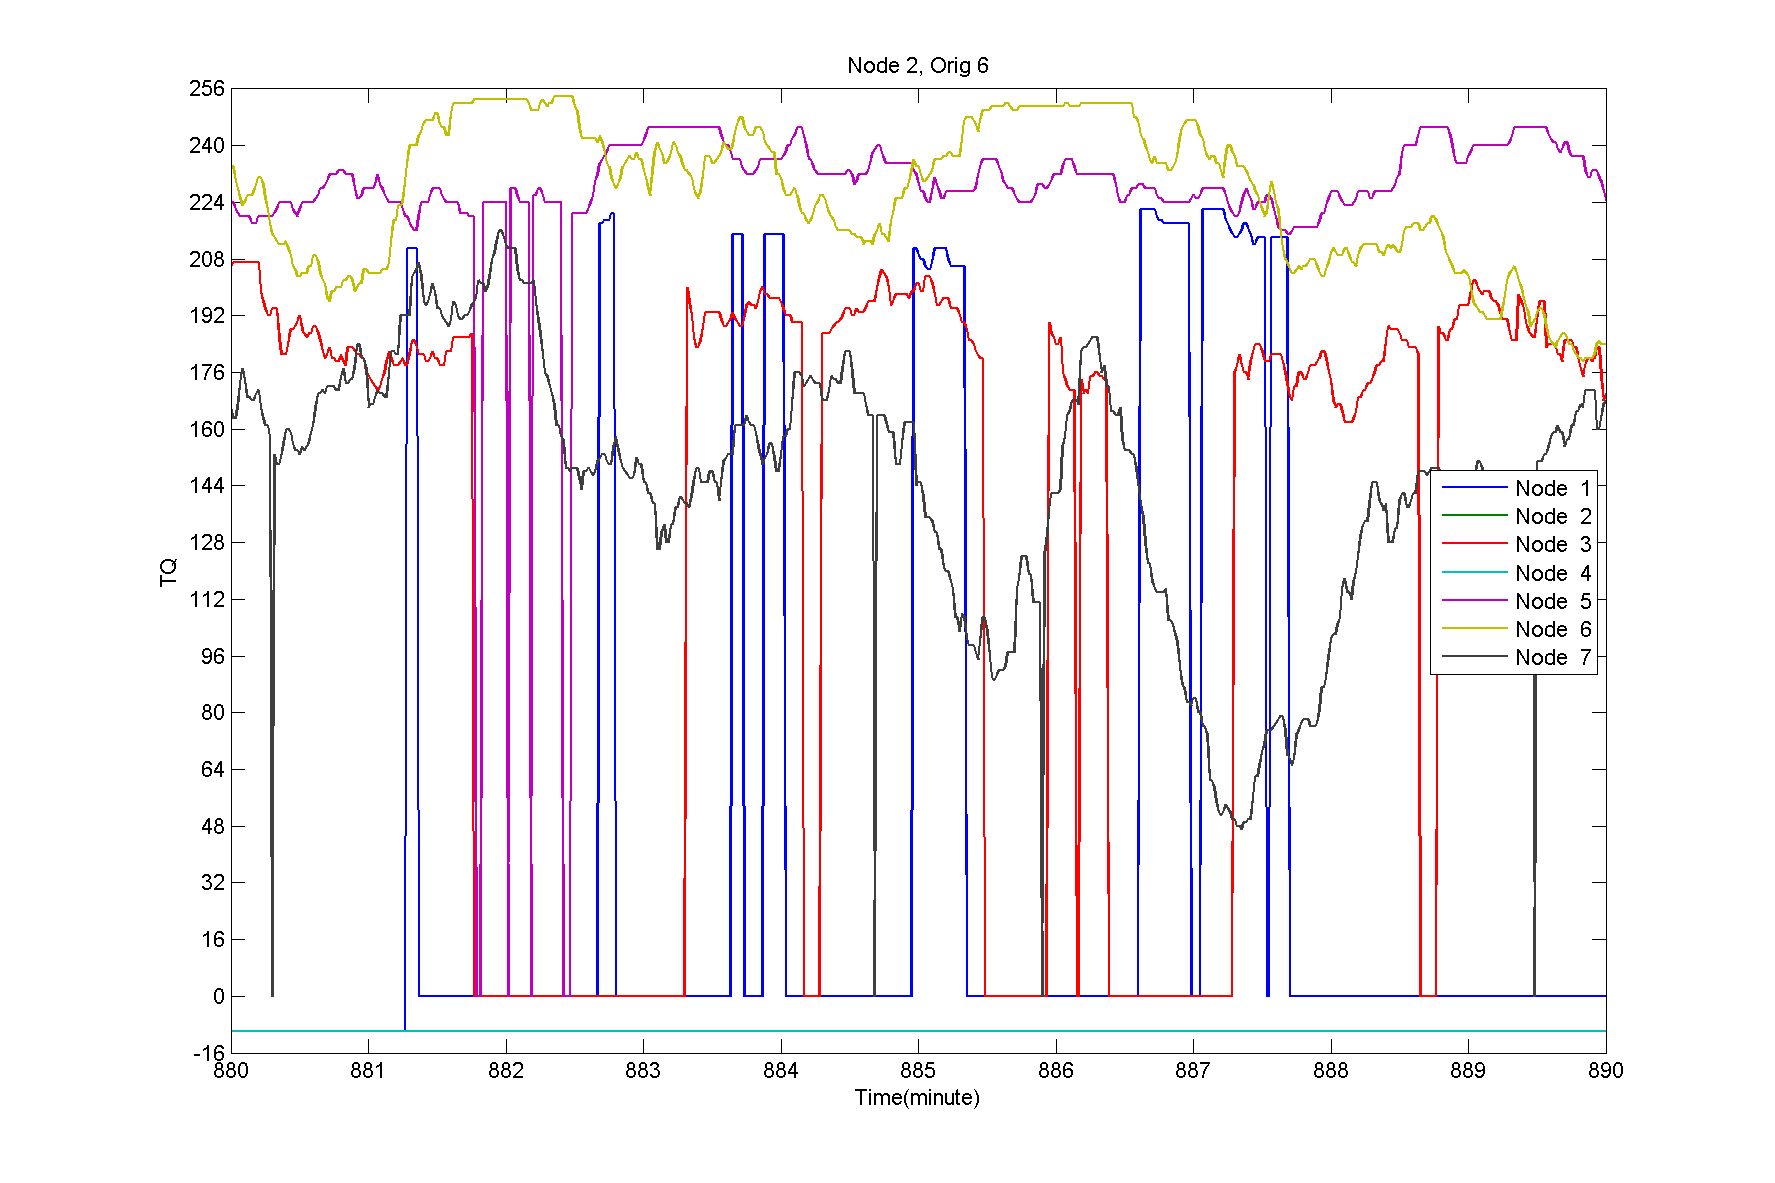 Node 2, Orig 6
256
240
224
208
192
176
160
144
128
112
96
80
64
48
32
16
0
-16
TQ
Node 1
Node 2
Node 3
Node 4
Node 5
Node 6
Node 7
880 881 882 883 884 885 886 887 888 889 890
Time(minute)